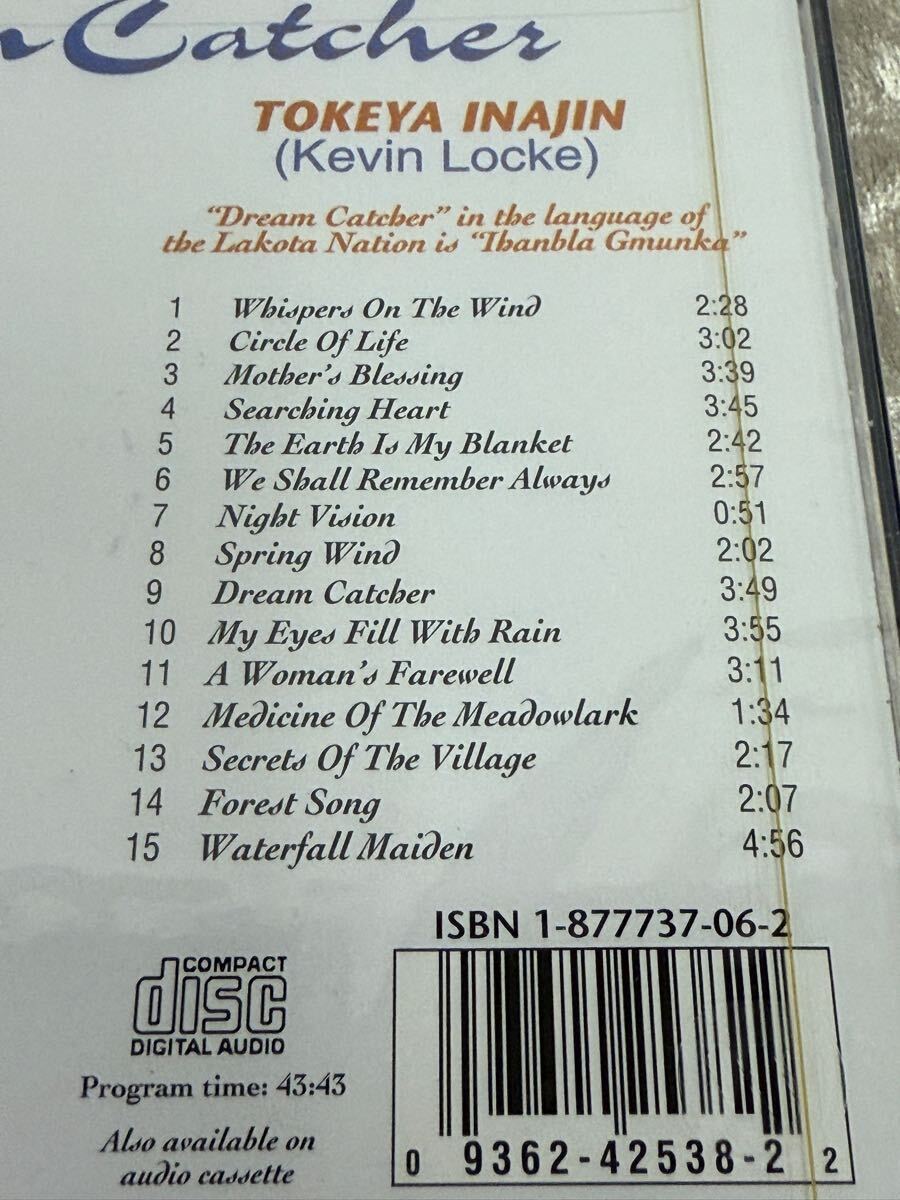 Catcher
TOKEYA INAJIN
(Kevin Locke)
"Dream Catcher" in the language of
the Lakota Nation is "Ihanbla Gmunka"
1 Whispers On The Wind 2:28
2 Circle Of Life 3:02
3 Mother's Blessing 3:39
4 Searching Heart 3:45
5 The Earth Is My Blanket 2:42
6 We Shall Remember Always 2:57
7 Night Vision 0:51
8 Spring Wind 2:02
9 Dream Catcher 3:49
10 My Eyes Fill With Rain 3:55
11 A Woman's Farewell 3:11
12 Medicine Of The Meadowlark 1:34
13 Secrets Of The Village 2:17
14 Forest Song 2:07
15 Waterfall Maiden 4:56
ISBN 1-877737-06-2
COMPACT
disc
DIGITAL AUDIO
Program time: 43:43
Also available on
audio cassette
0 9362-42538-2 2